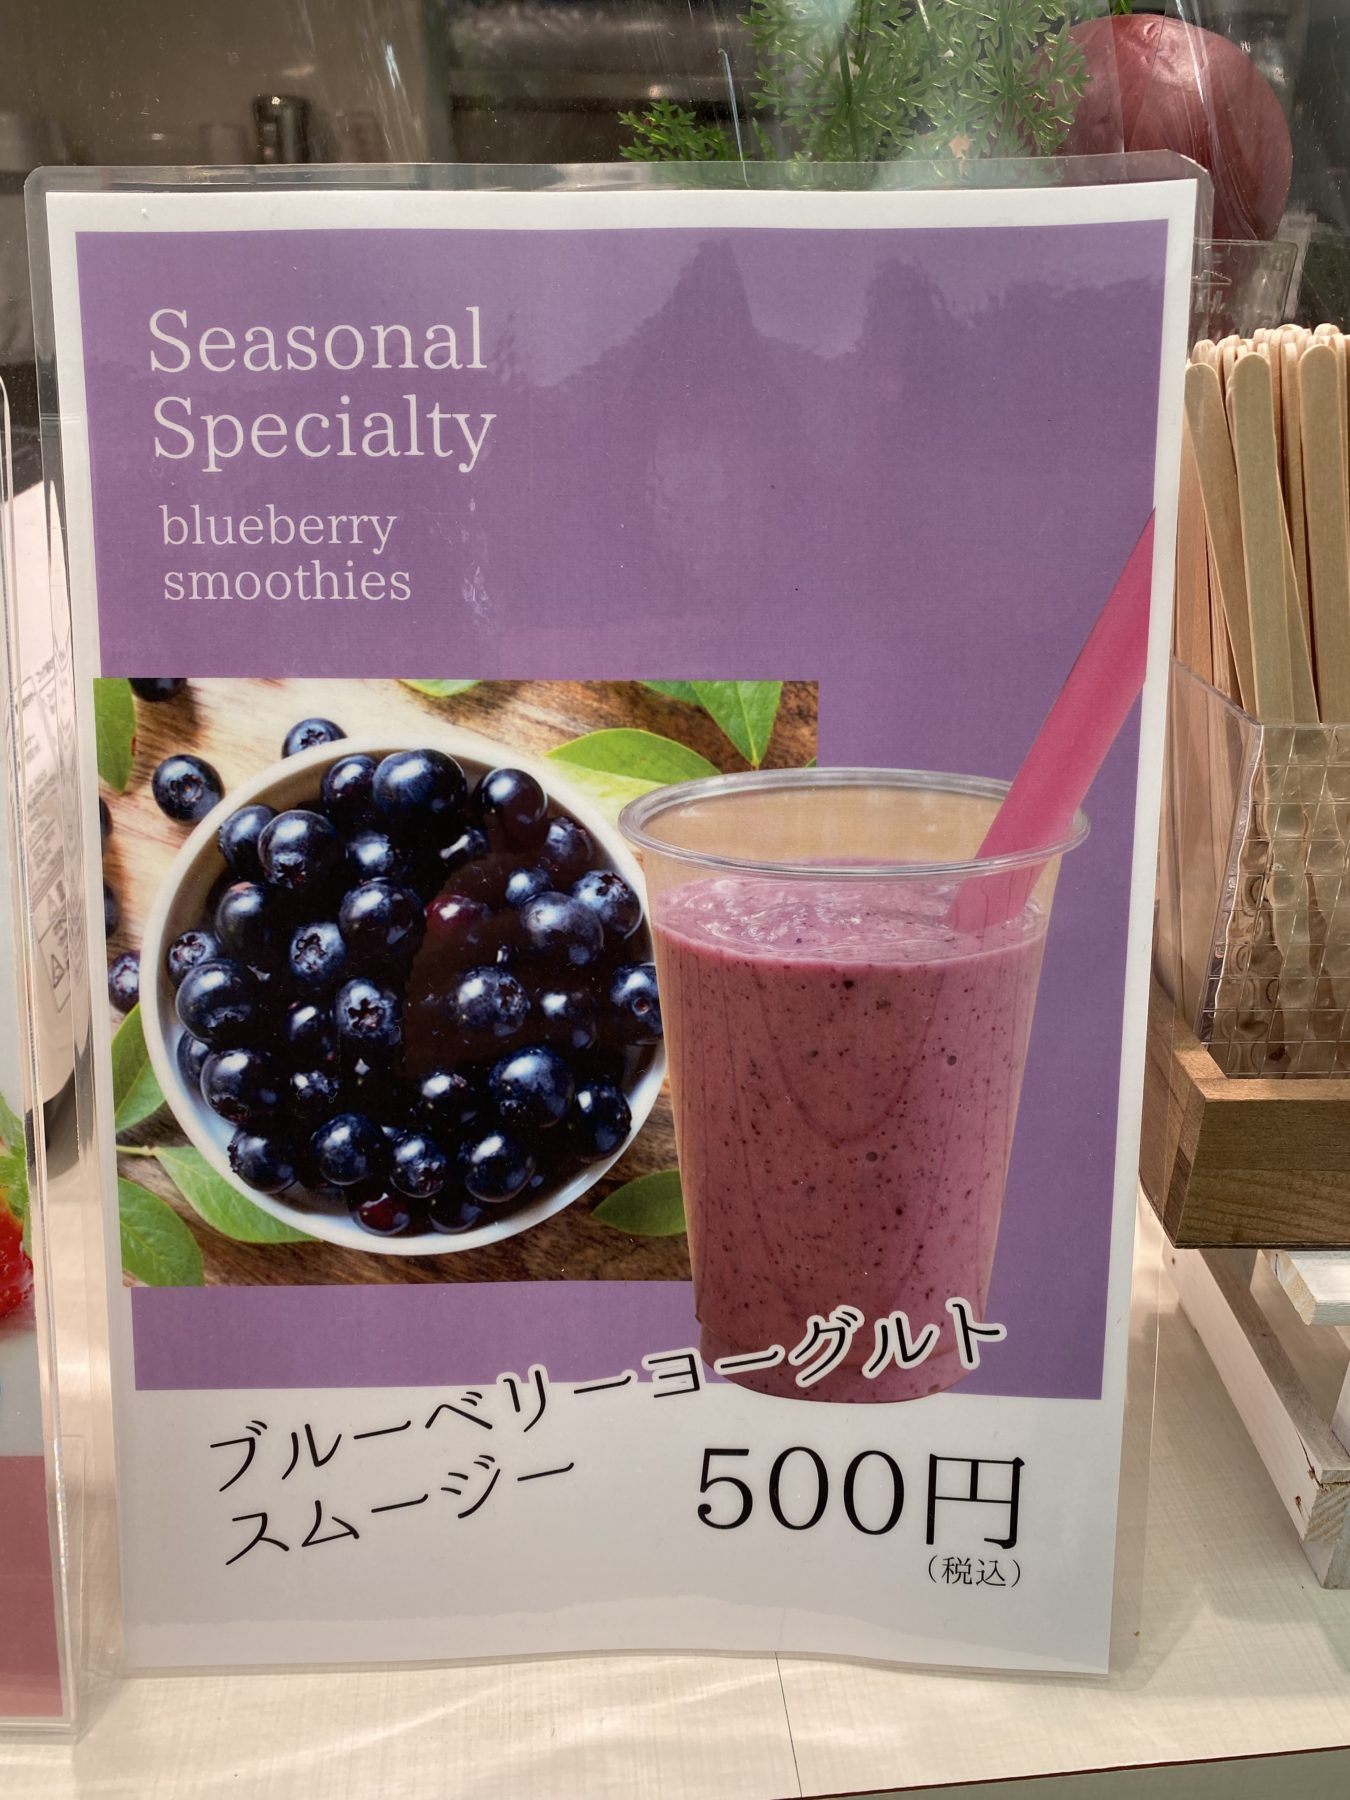 Seasonal
Specialty
blueberry
smoothies
ブルーベリーヨーグルト
スムージー
500円
（税込）